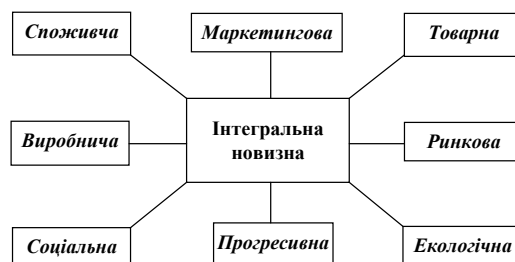 Споживча
Маркетингова
Товарна
Виробнича
Інтегральна
новизна
Ринкова
Соціальна
Прогресивна
Екологічна